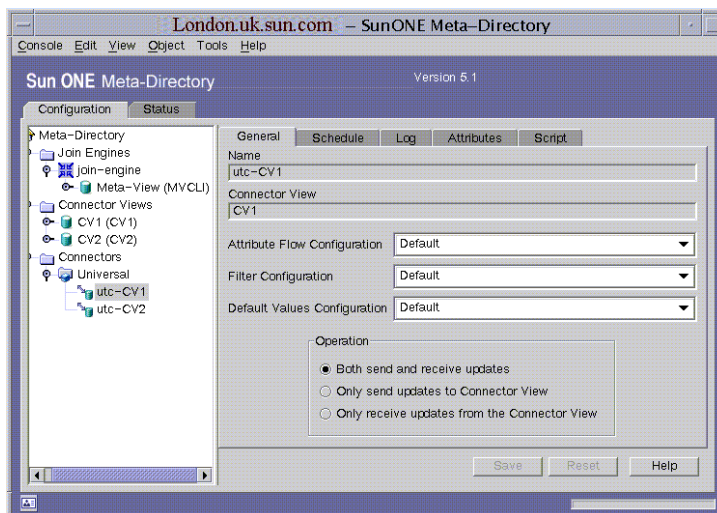 London.uk.sun.com – SunONE Meta–Directory
Console Edit View Object Tools Help
Sun ONE Meta-Directory
Version 5.1
Configuration Status
Meta-Directory
Join Engines
join-engine
Meta-View (MVCLI)
Connector Views
CV1 (CV1)
CV2 (CV2)
Connectors
Universal
utc-CV1
utc-CV2
General Schedule Log Attributes Script
Name
utc-CV1
Connector View
CV1
Attribute Flow Configuration Default
Filter Configuration Default
Default Values Configuration Default
Operation
Both send and receive updates
Only send updates to Connector View
Only receive updates from the Connector View
Save Reset Help